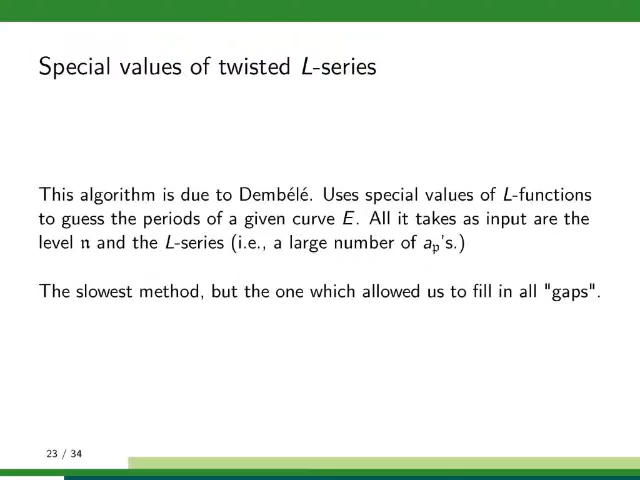 Special values of twisted L-series
This algorithm is due to Dembélé. Uses special values of L-functions
to guess the periods of a given curve E. All it takes as input are the
level 𝔫 and the L-series (i.e., a large number of a𝔭's.)
The slowest method, but the one which allowed us to fill in all "gaps".
23 / 34